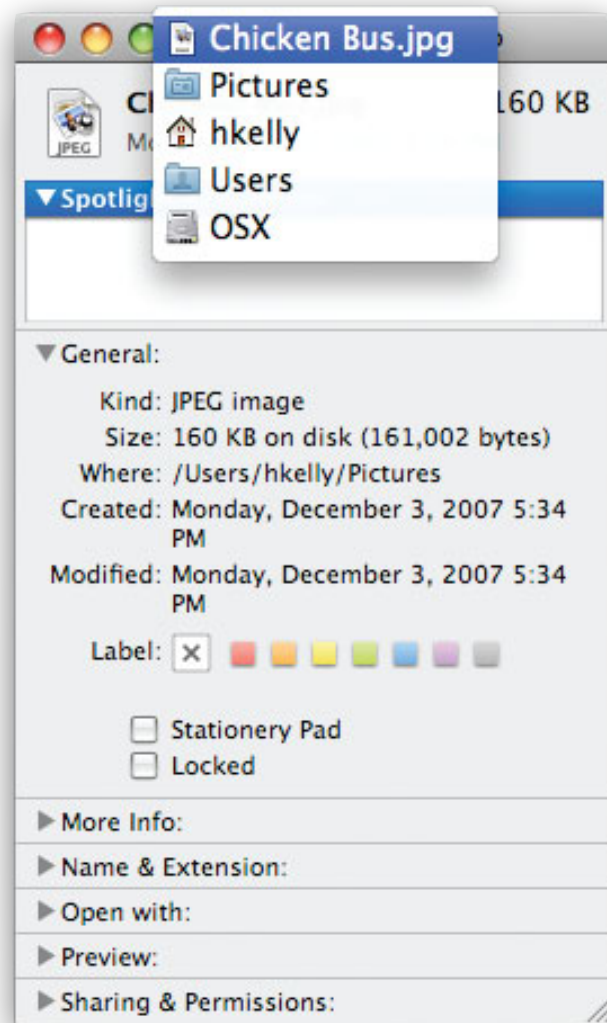 Chicken Bus.jpg
Pictures
hkelly
Users
OSX
160 KB
JPEG
Spotlig
General:
Kind: JPEG image
Size: 160 KB on disk (161,002 bytes)
Where: /Users/hkelly/Pictures
Created: Monday, December 3, 2007 5:34
PM
Modified: Monday, December 3, 2007 5:34
PM
Label:
Stationery Pad
Locked
More Info:
Name & Extension:
Open with:
Preview:
Sharing & Permissions: